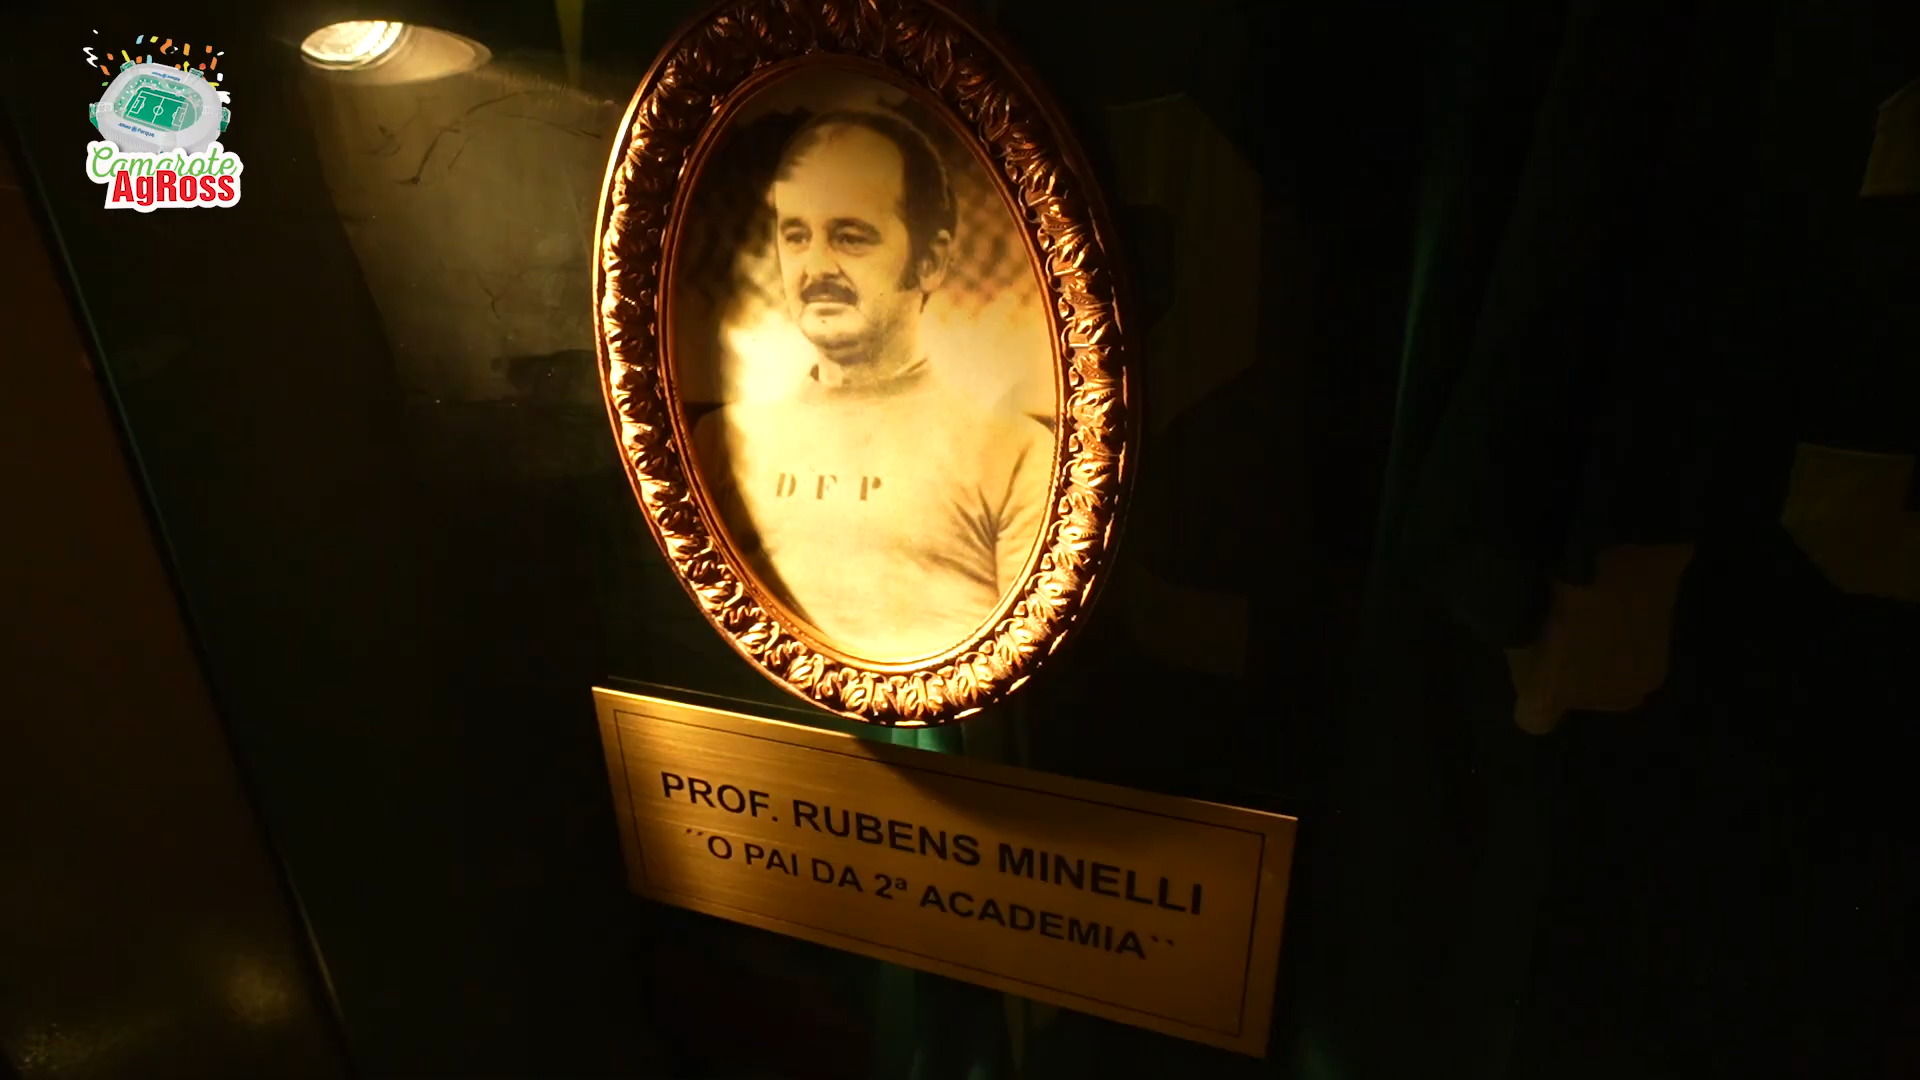 Camarote
AgRoss
D F P
PROF. RUBENS MINELLI
´´O PAI DA 2ª ACADEMIA``